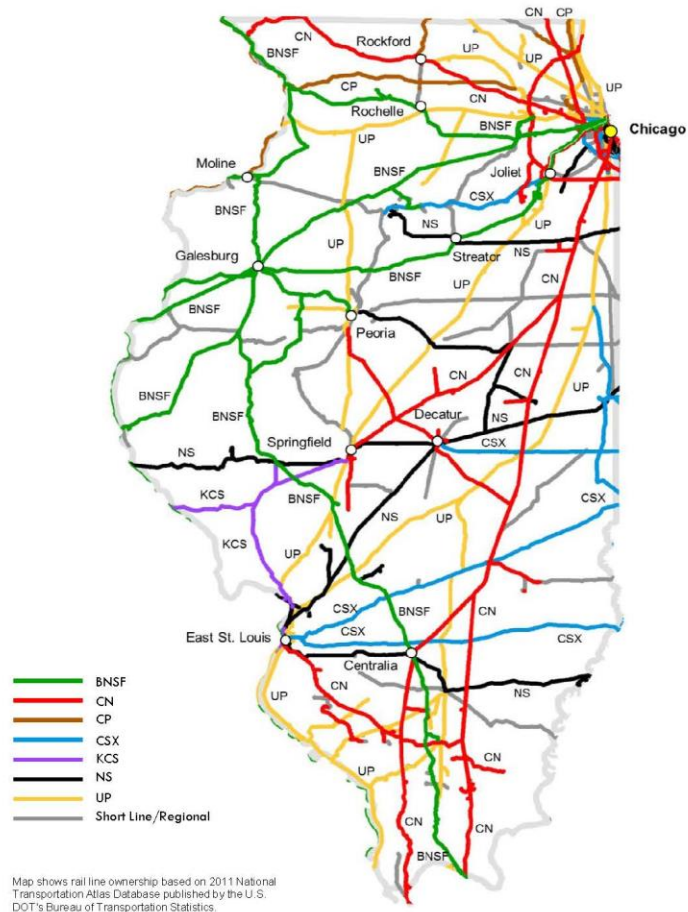 CN
CP
CN
Rockford
UP
BNSF
UP
CP
CN
Rochelle
UP
BNSF
Chicago
Moline
BNSF
Joliet
CSX
BNSF
NS
UP
Galesburg
UP
Streator
NS
BNSF
CN
UP
BNSF
Peoria
CN
CN
UP
BNSF
Decatur
BNSF
NS
Springfield
CSX
NS
CSX
KCS
BNSF
NS
UP
KCS
UP
CSX
BNSF
CN
East St. Louis
CSX
CSX
Centralia
UP
CN
NS
BNSF
CN
CP
CSX
KCS
NS
UP
Short Line/Regional
UP
CN
CN
CN
BNSF
Map shows rail line ownership based on 2011 National
Transportation Atlas Database published by the U.S.
DOT's Bureau of Transportation Statistics.